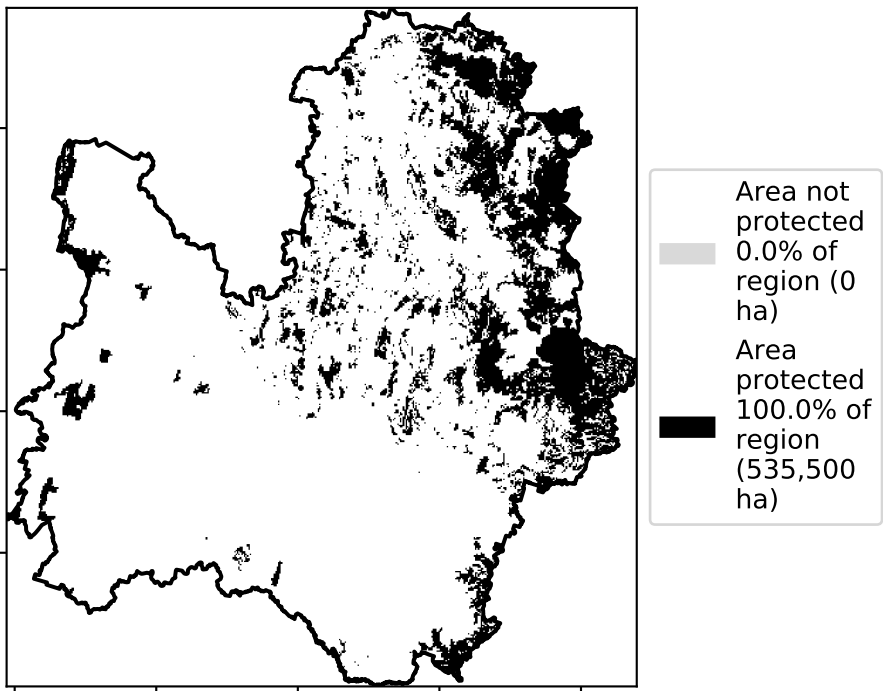 Area not
protected
0.0% of
region (0
ha)
Area
protected
100.0% of
region
(535,500
ha)